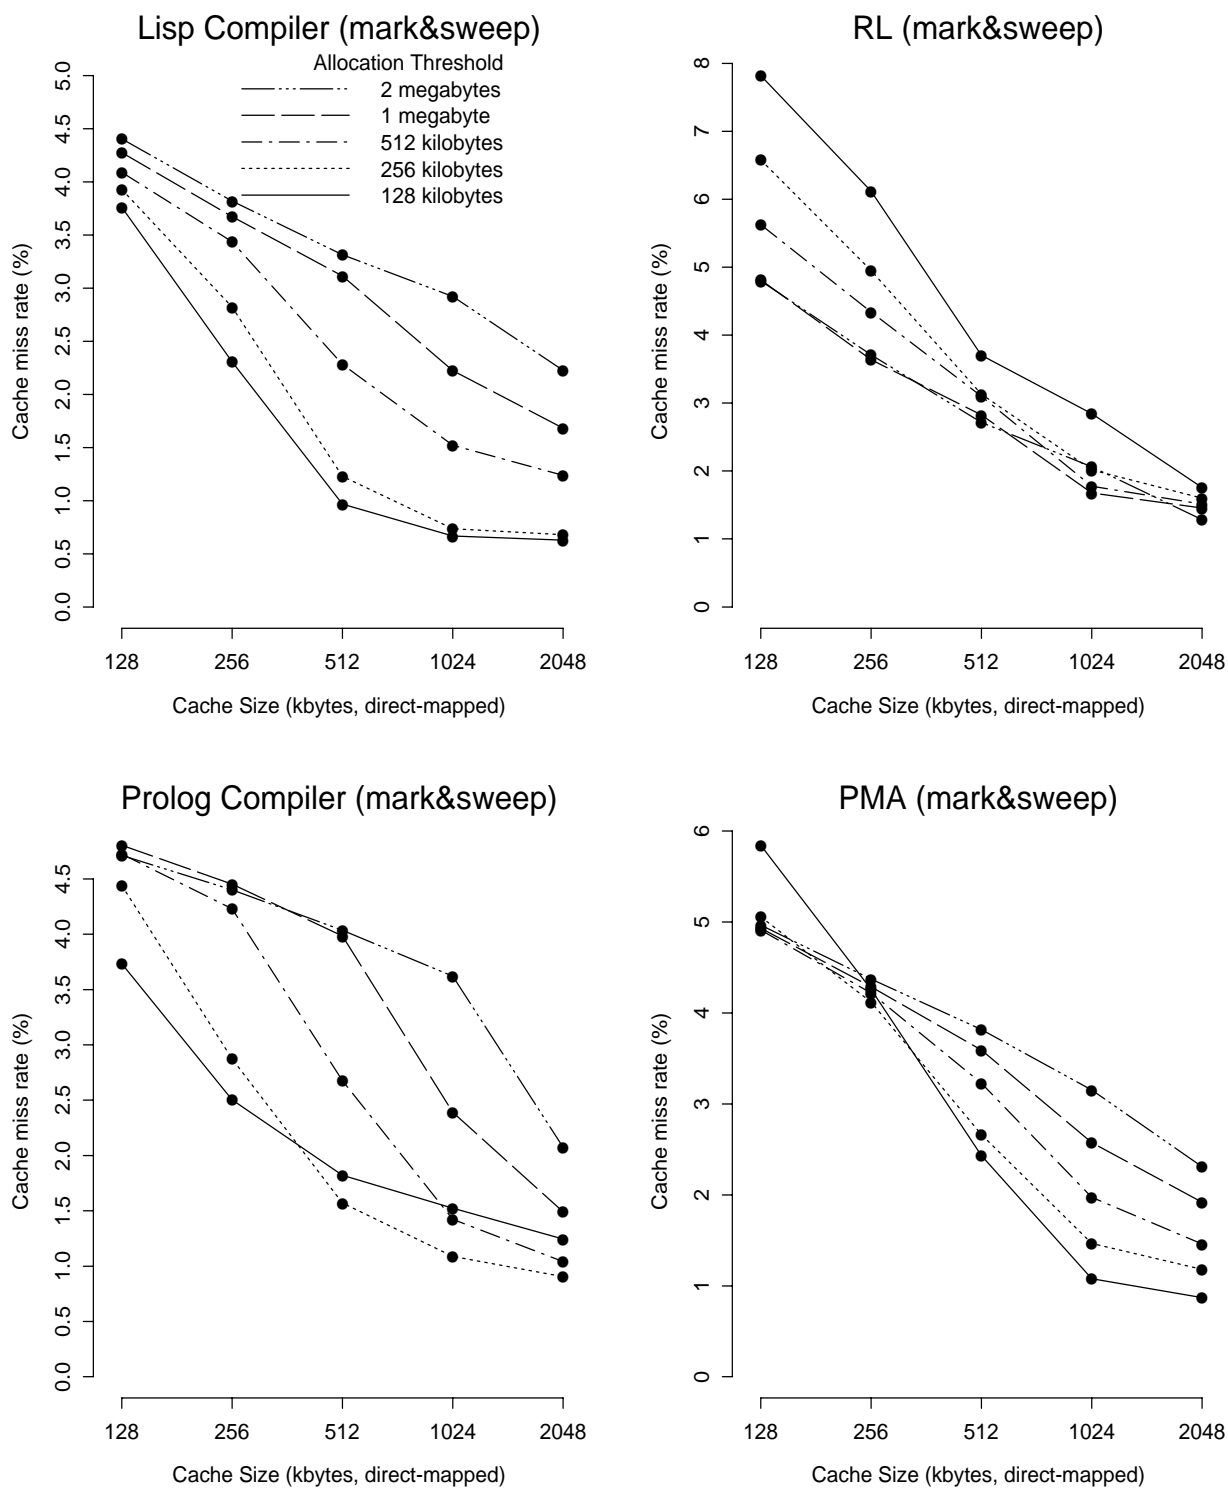 Lisp Compiler (mark&sweep)
Allocation Threshold
2 megabytes
1 megabyte
512 kilobytes
256 kilobytes
128 kilobytes
Cache miss rate (%)
5.0
4.5
4.0
3.5
3.0
2.5
2.0
1.5
1.0
0.5
0.0
128 256 512 1024 2048
Cache Size (kbytes, direct-mapped)
RL (mark&sweep)
Cache miss rate (%)
8
7
6
5
4
3
2
1
0
128 256 512 1024 2048
Cache Size (kbytes, direct-mapped)
Prolog Compiler (mark&sweep)
Cache miss rate (%)
4.5
4.0
3.5
3.0
2.5
2.0
1.5
1.0
0.5
0.0
128 256 512 1024 2048
Cache Size (kbytes, direct-mapped)
PMA (mark&sweep)
Cache miss rate (%)
6
5
4
3
2
1
0
128 256 512 1024 2048
Cache Size (kbytes, direct-mapped)